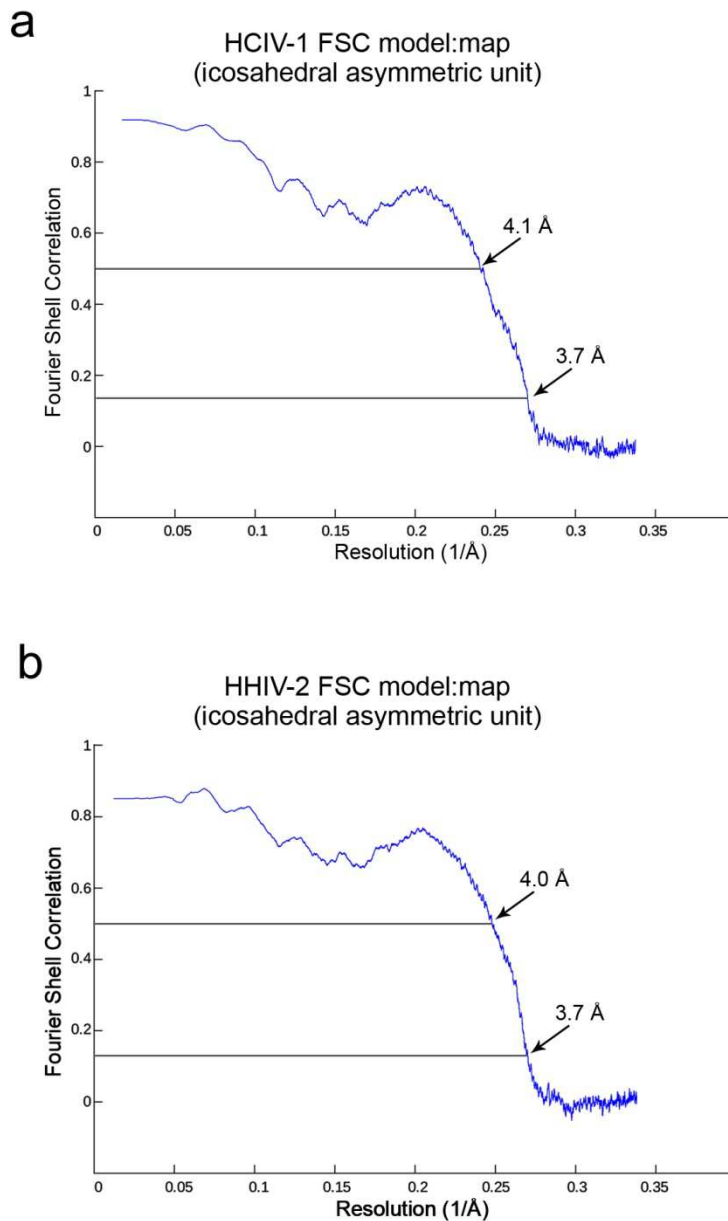 a
HCIV-1 FSC model:map
(icosahedral asymmetric unit)
1
0.8
0.6
0.4
0.2
0
Fourier Shell Correlation
4.1 Å
3.7 Å
0
0.05
0.1
0.15
0.2
0.25
0.3
0.35
Resolution (1/Å)
b
HHIV-2 FSC model:map
(icosahedral asymmetric unit)
1
0.8
0.6
0.4
0.2
0
Fourier Shell Correlation
4.0 Å
3.7 Å
0
0.05
0.1
0.15
0.2
0.25
0.3
0.35
Resolution (1/Å)